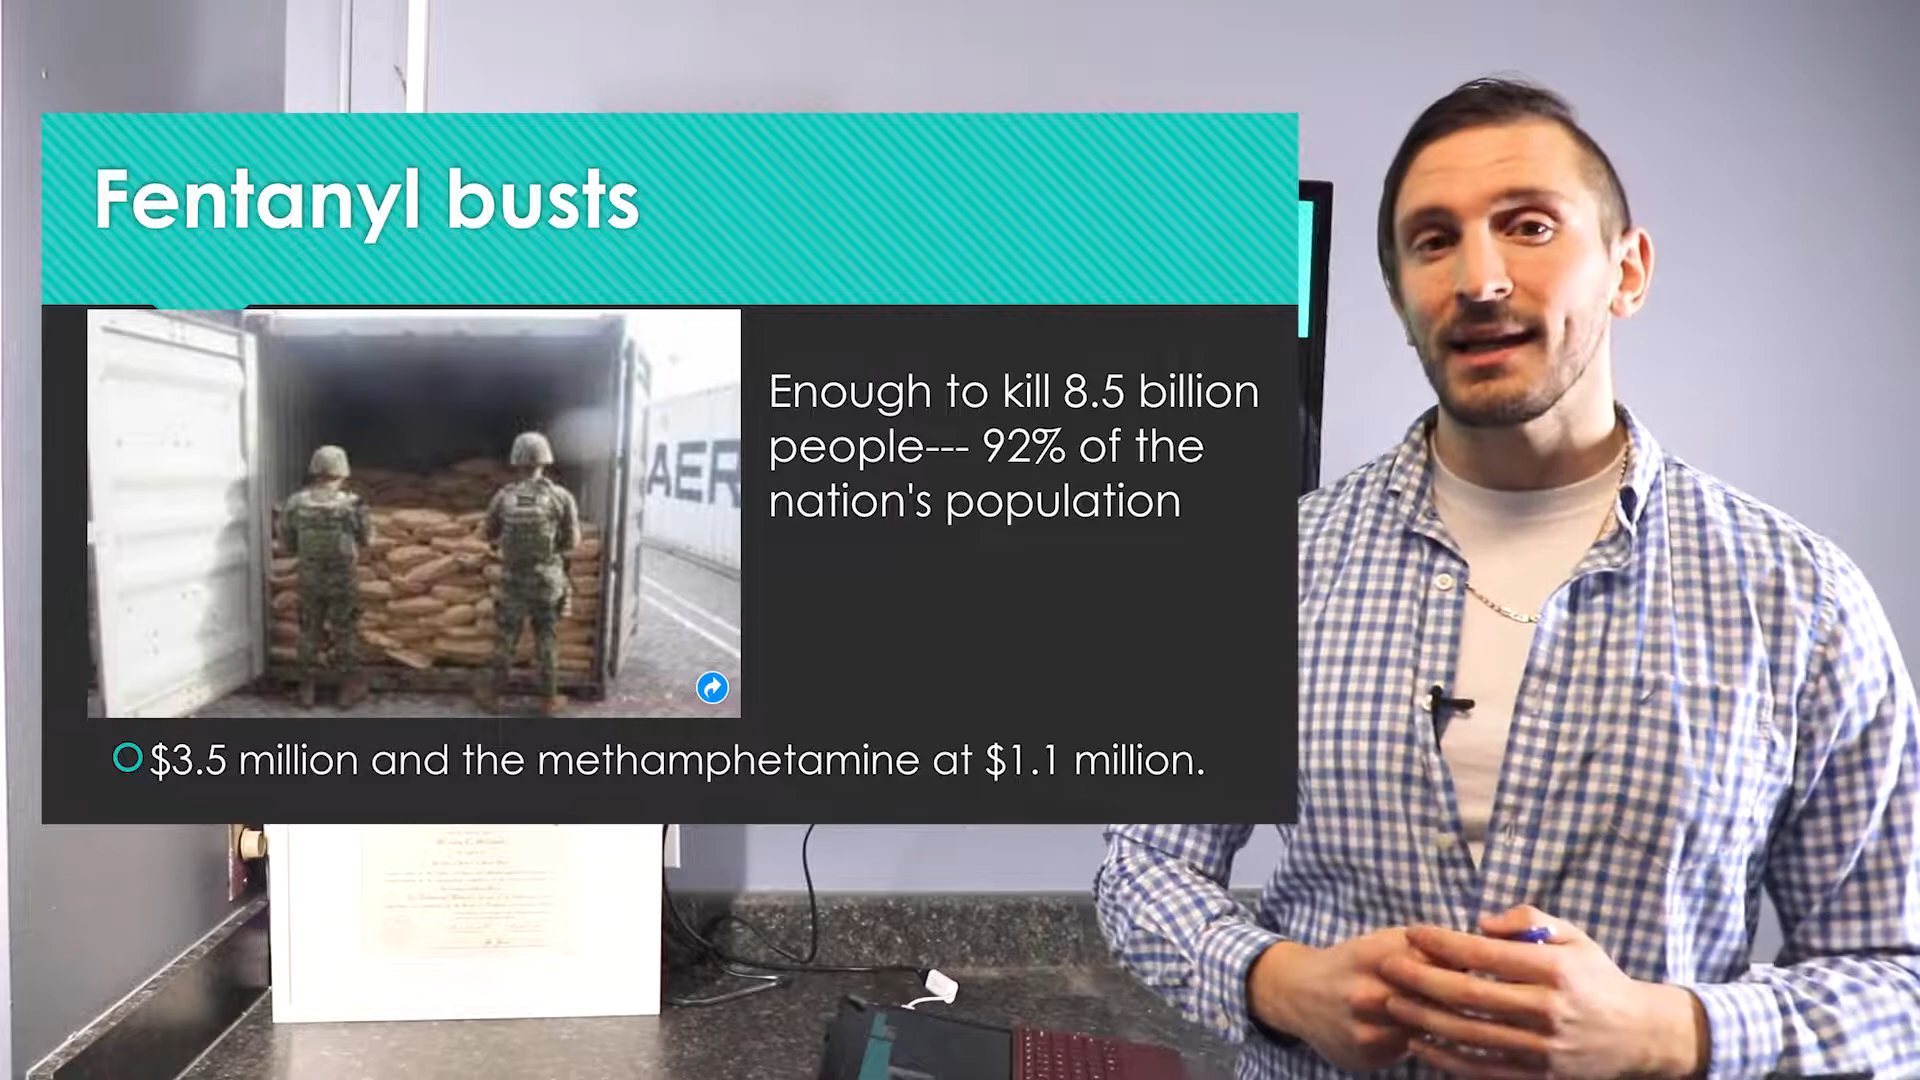 Fentanyl busts
AER
Enough to kill 8.5 billion
people--- 92% of the
nation's population
$3.5 million and the methamphetamine at $1.1 million.